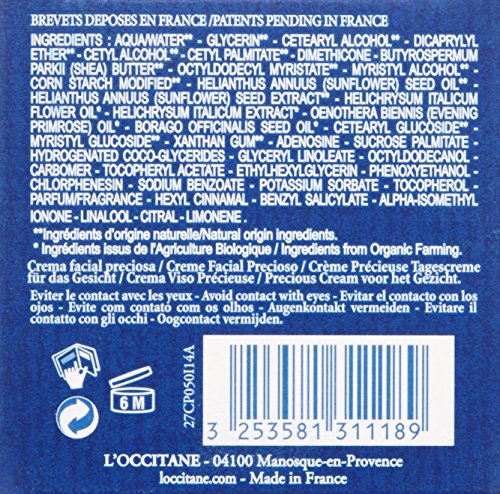 BREVETS DEPOSES EN FRANCE /PATENTS PENDING IN FRANCE
INGREDIENTS : AQUA/WATER** - GLYCERIN** - CETEARYL ALCOHOL** - DICAPRYLYL
ETHER** - CETYL ALCOHOL** - CETYL PALMITATE** - DIMETHICONE - BUTYROSPERMUM
PARKII (SHEA) BUTTER** - OCTYLDODECYL MYRISTATE** - MYRISTYL ALCOHOL** -
CORN STARCH MODIFIED** - HELIANTHUS ANNUUS (SUNFLOWER) SEED OIL** -
HELIANTHUS ANNUUS (SUNFLOWER) SEED EXTRACT** - HELICHRYSUM ITALICUM
FLOWER OIL* - HELICHRYSUM ITALICUM EXTRACT* - OENOTHERA BIENNIS (EVENING
PRIMROSE) OIL* - BORAGO OFFICINALIS SEED OIL* - CETEARYL GLUCOSIDE** -
MYRISTYL GLUCOSIDE** - XANTHAN GUM** - ADENOSINE - SUCROSE PALMITATE -
HYDROGENATED COCO-GLYCERIDES - GLYCERYL LINOLEATE - OCTYLDODECANOL -
CARBOMER - TOCOPHERYL ACETATE - ETHYLHEXYLGLYCERIN - PHENOXYETHANOL -
CHLORPHENESIN - SODIUM BENZOATE - POTASSIUM SORBATE - TOCOPHEROL -
PARFUM/FRAGRANCE - HEXYL CINNAMAL - BENZYL SALICYLATE - ALPHA-ISOMETHYL
IONONE - LINALOOL - CITRAL - LIMONENE .
**Ingrédients d'origine naturelle/Natural origin ingredients.
* Ingrédients issus de l'Agriculture Biologique / Ingredients from Organic Farming.
Crema facial preciosa / Creme Facial Precioso / Crème Précieuse Tagescreme
für das Gesicht / Crema Viso Précieuse / Precious Cream voor het Gezicht.
Eviter le contact avec les yeux - Avoid contact with eyes - Evitar el contacto con los
ojos - Evite com contato com os olhos - Augenkontakt vermeiden - Evitare il
contatto con gli occhi - Oogcontact vermijden.
6 M
27CP050I14A
3 253581 311189
L'OCCITANE - 04100 Manosque-en-Provence
loccitane.com - Made in France